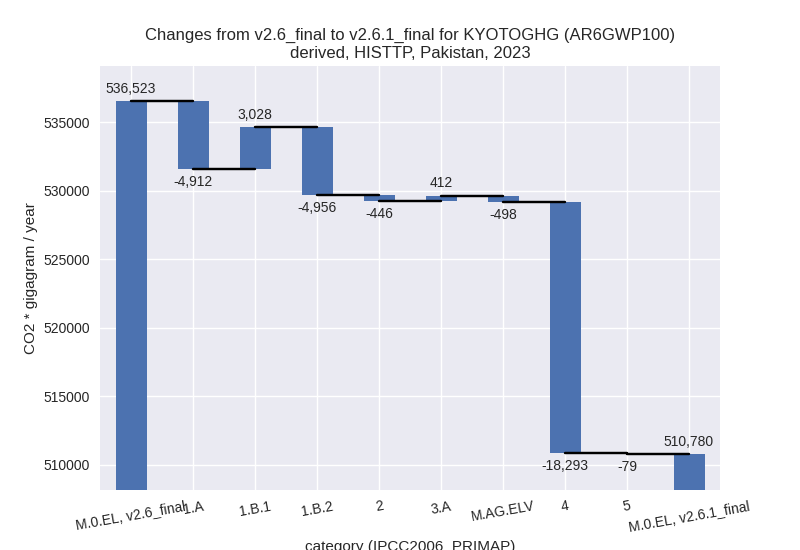 Changes from v2.6_final to v2.6.1_final for KYOTOGHG (AR6GWP100)
derived, HISTTP, Pakistan, 2023
CO2 * gigagram / year
535000
530000
525000
520000
515000
510000
536,523
-4,912
3,028
-4,956
-446
412
-498
-18,293
-79
510,780
M.0.EL, v2.6_final
1.A
1.B.1
1.B.2
2
3.A
M.AG.ELV
4
5
M.0.EL, v2.6.1_final
category (IPCC2006_PRIMAP)